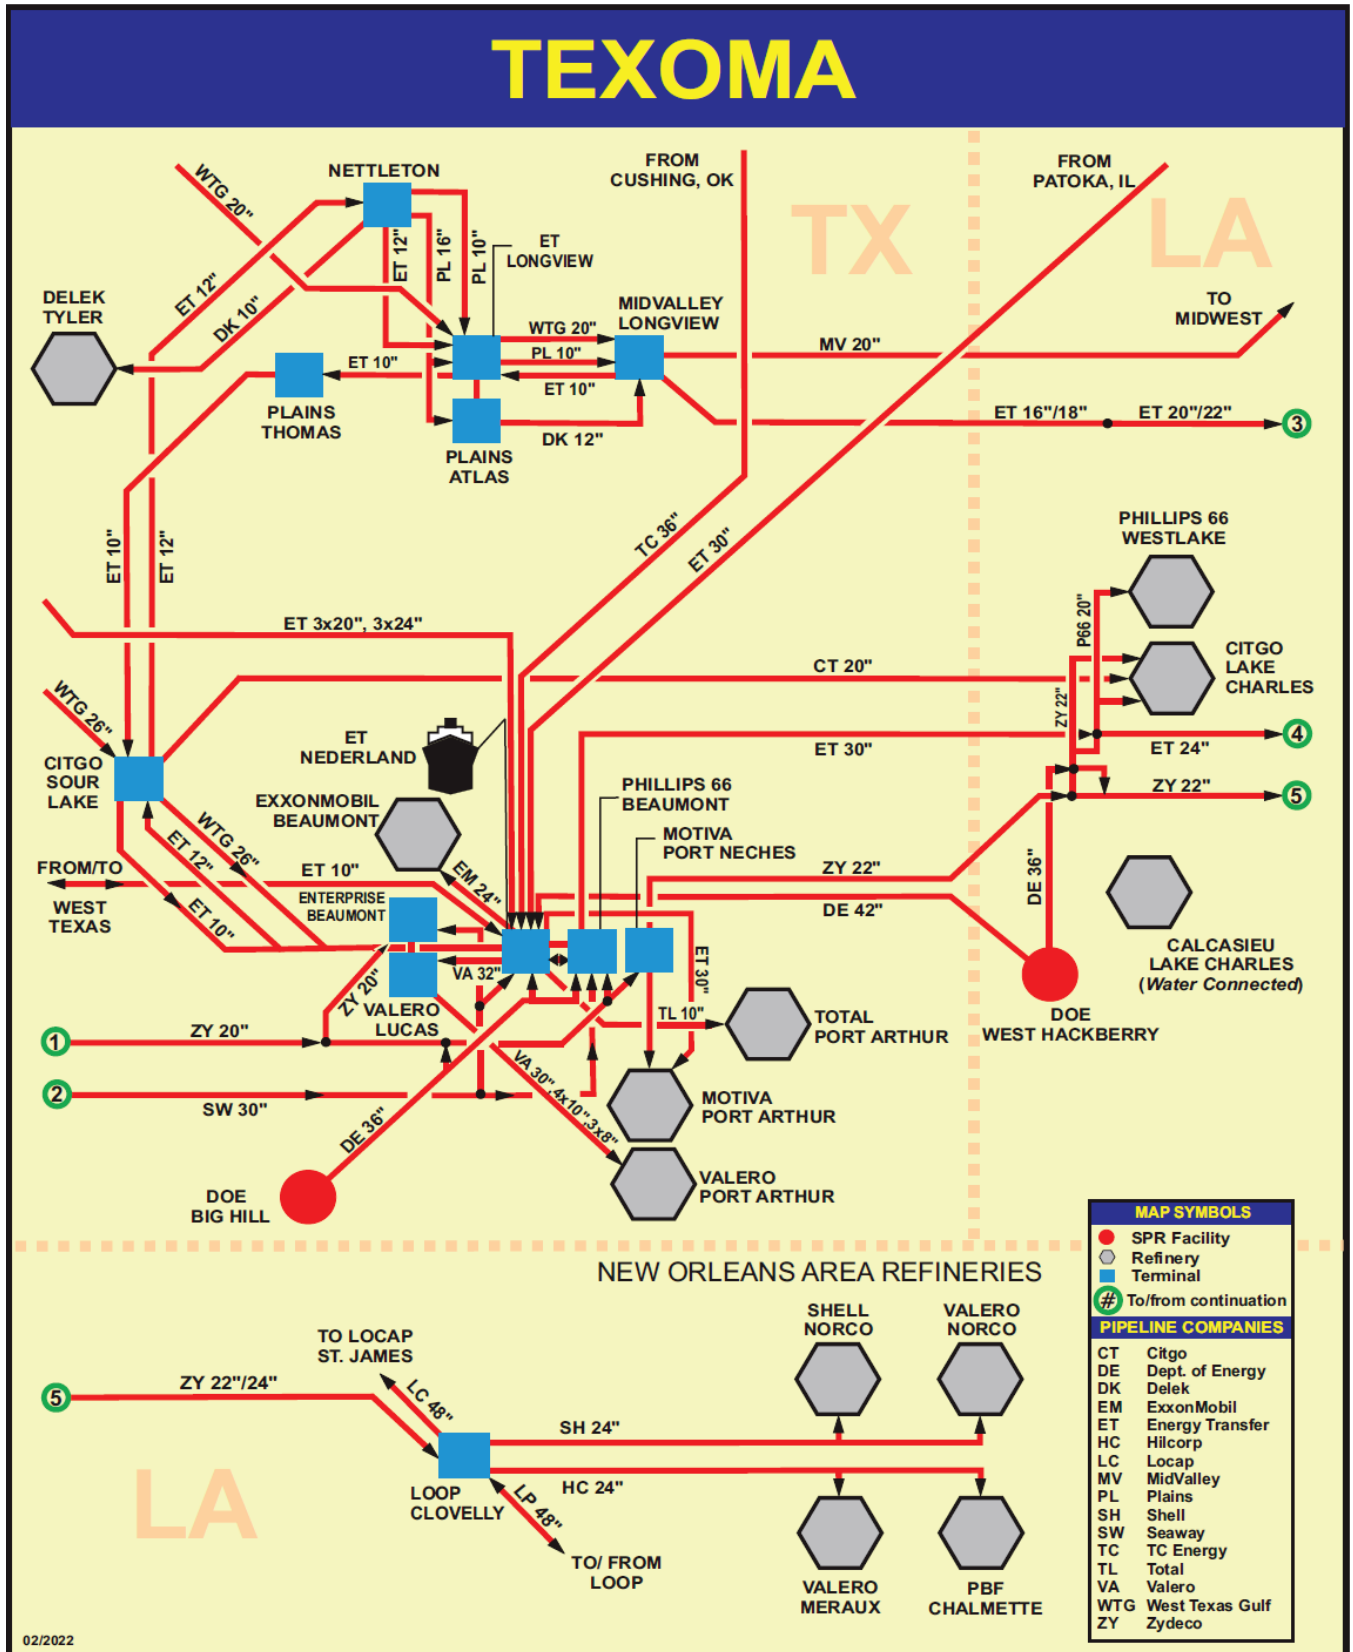 TEXOMA
NETTLETON
FROM
CUSHING, OK
FROM
PATOKA, IL
TX
LA
WTG 20"
ET 12"
PL 16"
PL 10"
ET
LONGVIEW
ET 12"
DK 10"
DELEK
TYLER
MIDVALLEY
LONGVIEW
TO
MIDWEST
WTG 20"
PL 10"
ET 10"
MV 20"
ET 10"
PLAINS
THOMAS
PLAINS
ATLAS
DK 12"
ET 16"/18"
ET 20"/22"
3
ET 10"
ET 12"
TC 36"
ET 30"
PHILLIPS 66
WESTLAKE
P66 20"
ET 3x20", 3x24"
CT 20"
CITGO
LAKE
CHARLES
ZY 22"
WTG 26"
CITGO
SOUR
LAKE
ET
NEDERLAND
ET 30"
ET 24"
4
EXXONMOBIL
BEAUMONT
PHILLIPS 66
BEAUMONT
ZY 22"
5
WTG 26"
ET 12"
MOTIVA
PORT NECHES
FROM/TO
WEST
TEXAS
ET 10"
EM 24"
ZY 22"
DE 36"
ET 10"
ENTERPRISE
BEAUMONT
DE 42"
CALCASIEU
LAKE CHARLES
(Water Connected)
VA 32"
ET 30"
ZY 20"
VALERO
LUCAS
TL 10"
TOTAL
PORT ARTHUR
DOE
WEST HACKBERRY
1
ZY 20"
2
SW 30"
VA 30",4x10",3x8"
MOTIVA
PORT ARTHUR
DE 36"
VALERO
PORT ARTHUR
DOE
BIG HILL
NEW ORLEANS AREA REFINERIES
SHELL
NORCO
VALERO
NORCO
TO LOCAP
ST. JAMES
5
ZY 22"/24"
LC 48"
SH 24"
HC 24"
LOOP
CLOVELLY
LP 48"
TO/ FROM
LOOP
VALERO
MERAUX
PBF
CHALMETTE
LA
MAP SYMBOLS
SPR Facility
Refinery
Terminal
# To/from continuation
PIPELINE COMPANIES
CT Citgo
DE Dept. of Energy
DK Delek
EM ExxonMobil
ET Energy Transfer
HC Hilcorp
LC Locap
MV MidValley
PL Plains
SH Shell
SW Seaway
TC TC Energy
TL Total
VA Valero
WTG West Texas Gulf
ZY Zydeco
02/2022